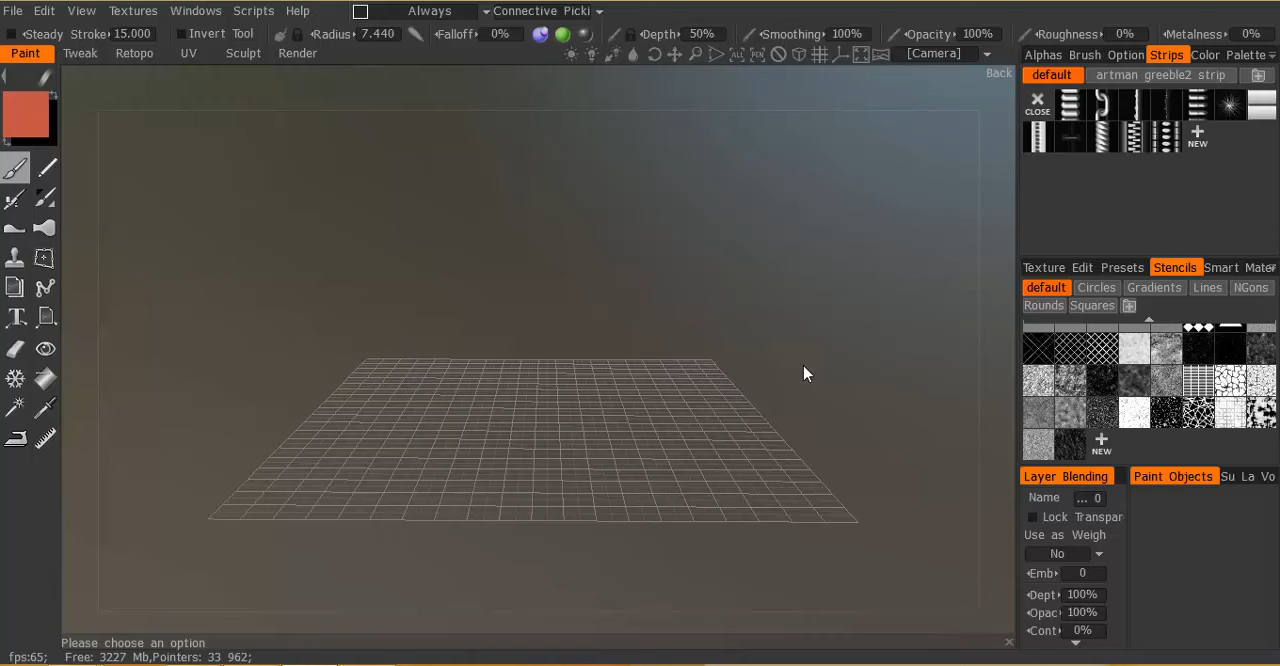 File Edit View Textures Windows Scripts Help Always Connective Picki
Steady Stroke 15.000 Invert Tool Radius 7.440 Falloff 0% Depth 50% Smoothing 100% Opacity 100% Roughness 0% Metalness 0%
Paint Tweak Retopo UV Sculpt Render [Camera] Alphas Brush Option Strips Color Palette
Back default artman greeble2 strip
CLOSE
NEW
Texture Edit Presets Stencils Smart Mate
default Circles Gradients Lines NGons
Rounds Squares
NEW
Layer Blending Paint Objects Su La Vo
Name ... 0
Lock Transpar
Use as Weigh
No
Emb 0
Dept 100%
Opac 100%
Cont 0%
Please choose an option
fps:65; Free: 3227 Mb,Pointers: 33 962;